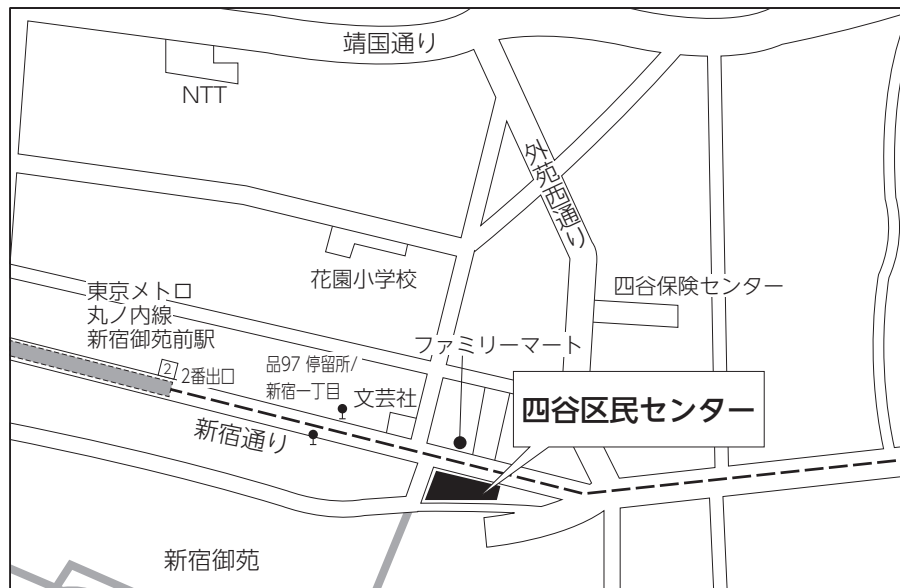 靖国通り
NTT
外苑西通り
花園小学校
四谷保険センター
東京メトロ
丸ノ内線
新宿御苑前駅
ファミリーマート
2
2番出口
品97 停留所/
新宿一丁目
文芸社
四谷区民センター
新宿通り
新宿御苑